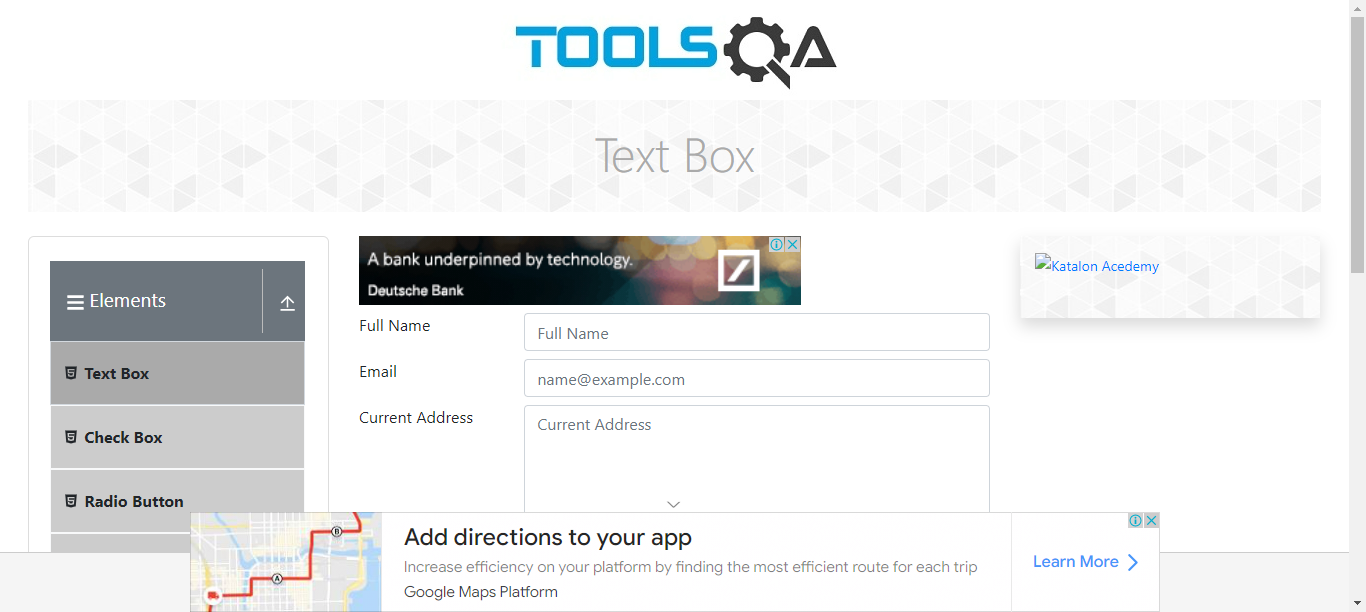 TOOLSQA
Text Box
Elements
Text Box
Check Box
Radio Button
A bank underpinned by technology.
Deutsche Bank
Full Name
Full Name
Email
name@example.com
Current Address
Current Address
Katalon Acedemy
Add directions to your app
Increase efficiency on your platform by finding the most efficient route for each trip
Google Maps Platform
Learn More
A
B